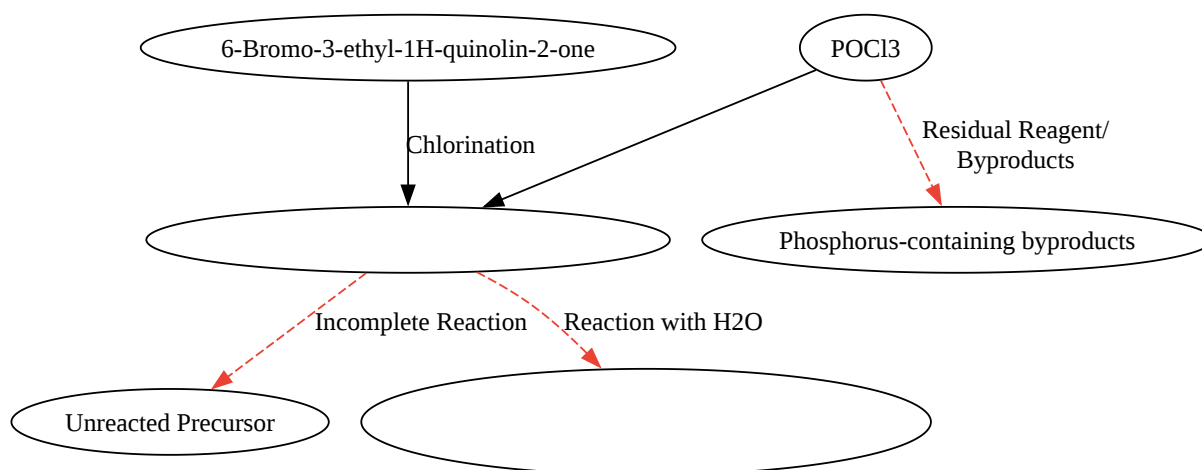 6-Bromo-3-ethyl-1H-quinolin-2-one
POCl3
Chlorination
Residual Reagent/
Byproducts
Phosphorus-containing byproducts
Incomplete Reaction
Reaction with H2O
Unreacted Precursor